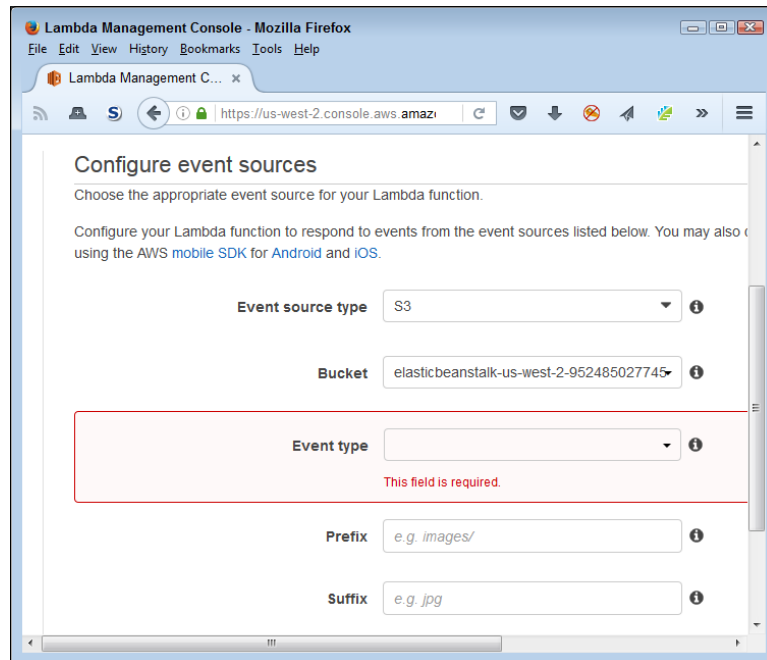 Lambda Management Console - Mozilla Firefox
File Edit View History Bookmarks Tools Help
Lambda Management C... ×
https://us-west-2.console.aws.amaz
Configure event sources
Choose the appropriate event source for your Lambda function.
Configure your Lambda function to respond to events from the event sources listed below. You may also
using the AWS mobile SDK for Android and iOS.
Event source type S3
Bucket elasticbeanstalk-us-west-2-952485027745
Event type
This field is required.
Prefix e.g. images/
Suffix e.g. jpg